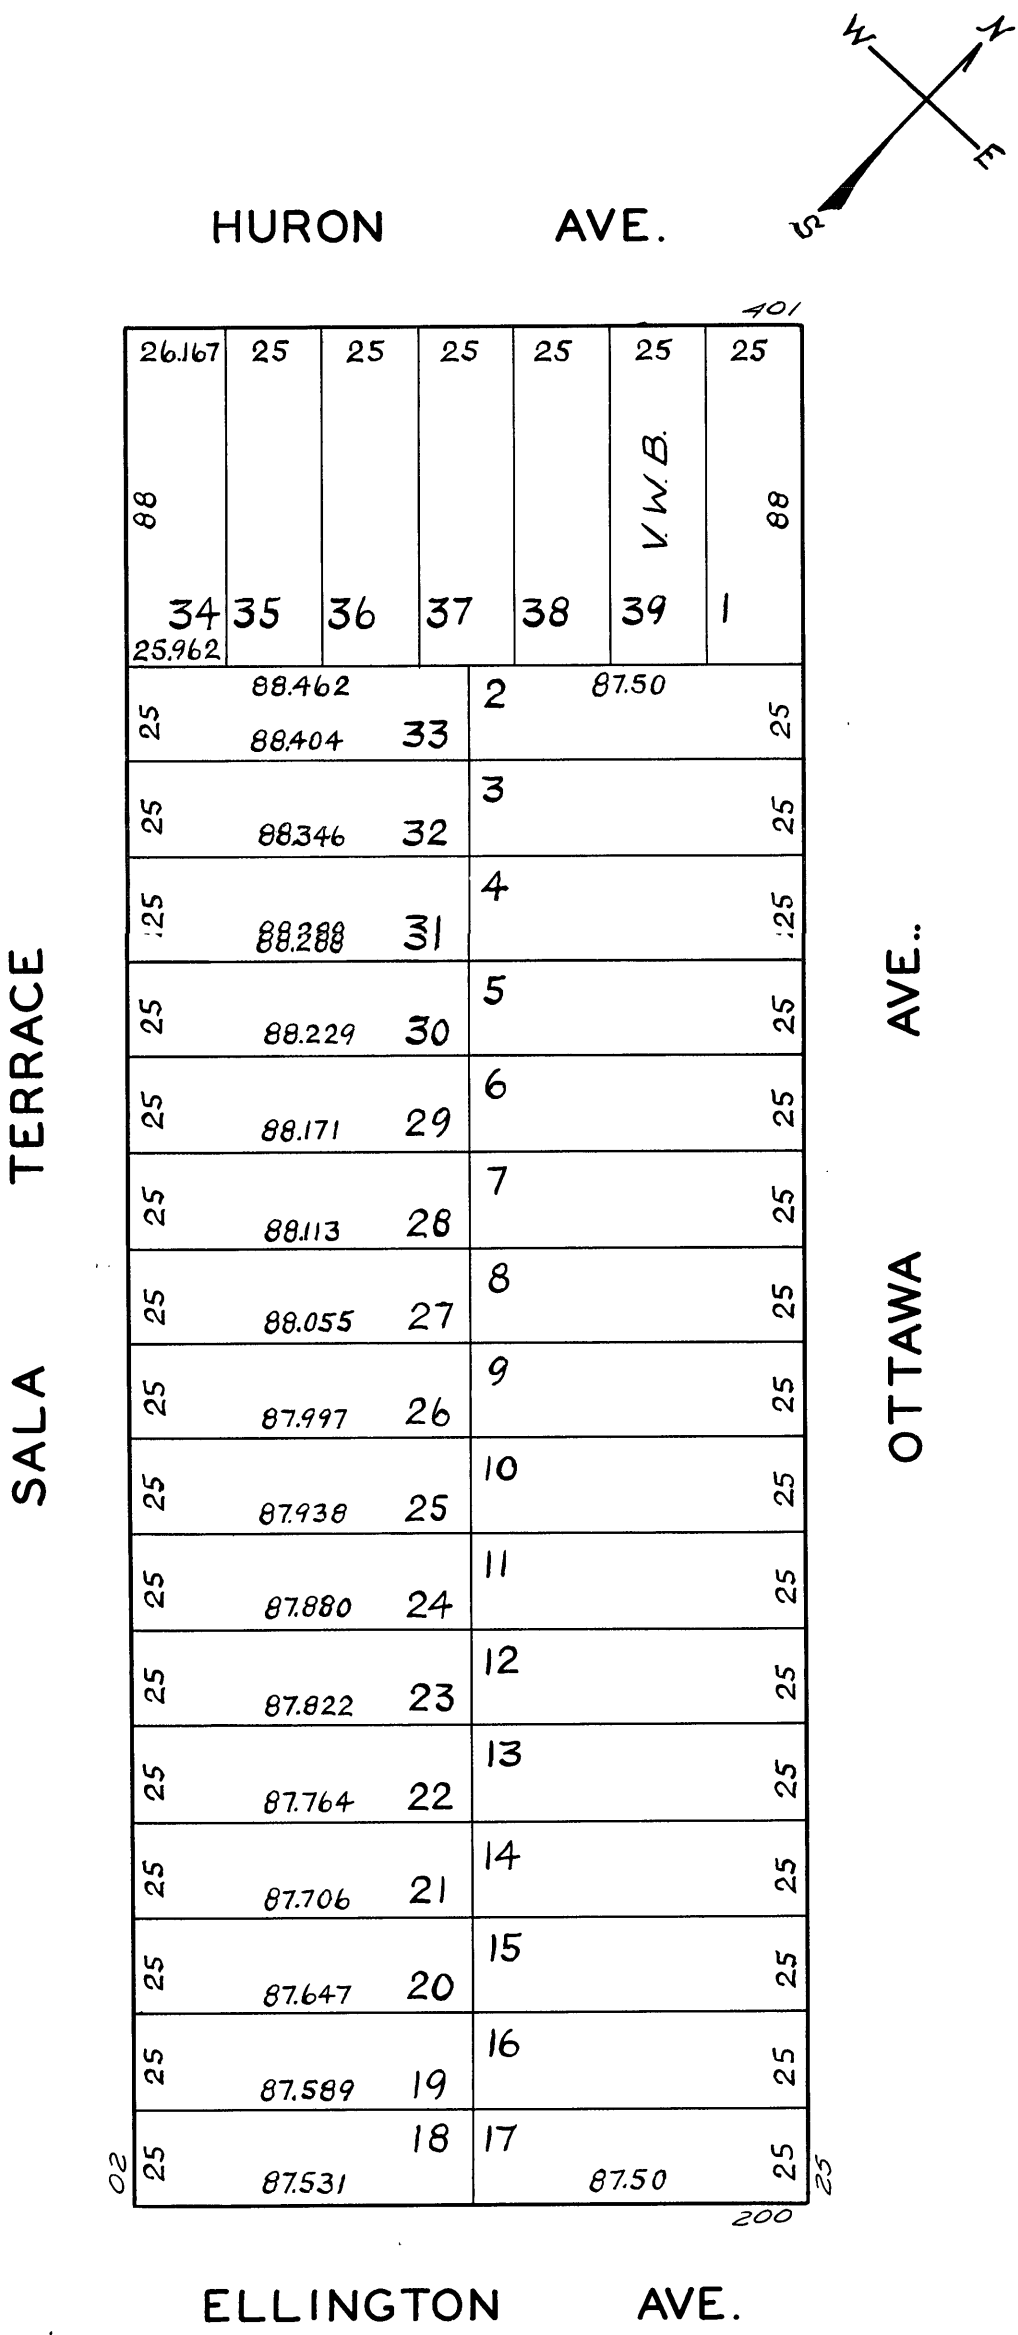 W N
E
S
HURON AVE.
401
26.167 25 25 25 25 25 25
88 V.W.B. 88
34 35 36 37 38 39 1
25.962
88.462 2 87.50
25 88.404 33 25
3
25 88.346 32 25
4
25 88.288 31 25
88.288
5
25 88.229 30 25
6
25 88.171 29 25
7
25 88.113 28 25
8
25 88.055 27 25
9
25 87.997 26 25
10
25 87.938 25 25
11
25 87.880 24 25
12
25 87.822 23 25
13
25 87.764 22 25
14
25 87.706 21 25
15
25 87.647 20 25
16
25 87.589 19 25
18 17
02 25 87.531 87.50 25 25
200
SALA TERRACE
OTTAWA AVE..
ELLINGTON AVE.